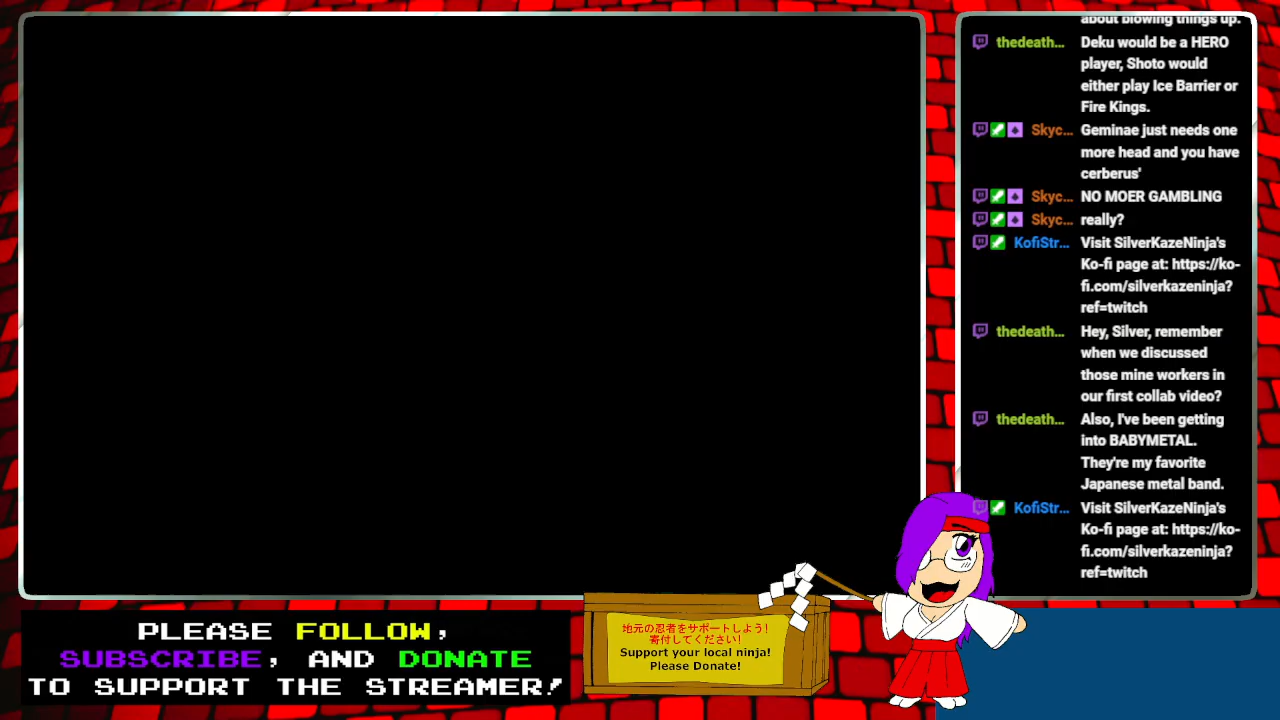 about blowing things up.
thedeath... Deku would be a HERO
player, Shoto would
either play Ice Barrier or
Fire Kings.
Skyc... Geminae just needs one
more head and you have
cerberus'
Skyc... NO MOER GAMBLING
Skyc... really?
KofiStr... Visit SilverKazeNinja's
Ko-fi page at: https://ko-
fi.com/silverkazeninja?
ref=twitch
thedeath... Hey, Silver, remember
when we discussed
those mine workers in
our first collab video?
thedeath... Also, I've been getting
into BABYMETAL.
They're my favorite
Japanese metal band.
KofiStr... Visit SilverKazeNinja's
Ko-fi page at: https://ko-
fi.com/silverkazeninja?
ref=twitch
PLEASE FOLLOW,
SUBSCRIBE, AND DONATE
TO SUPPORT THE STREAMER!
地元の忍者をサポートしよう!
寄付してください!
Support your local ninja!
Please Donate!